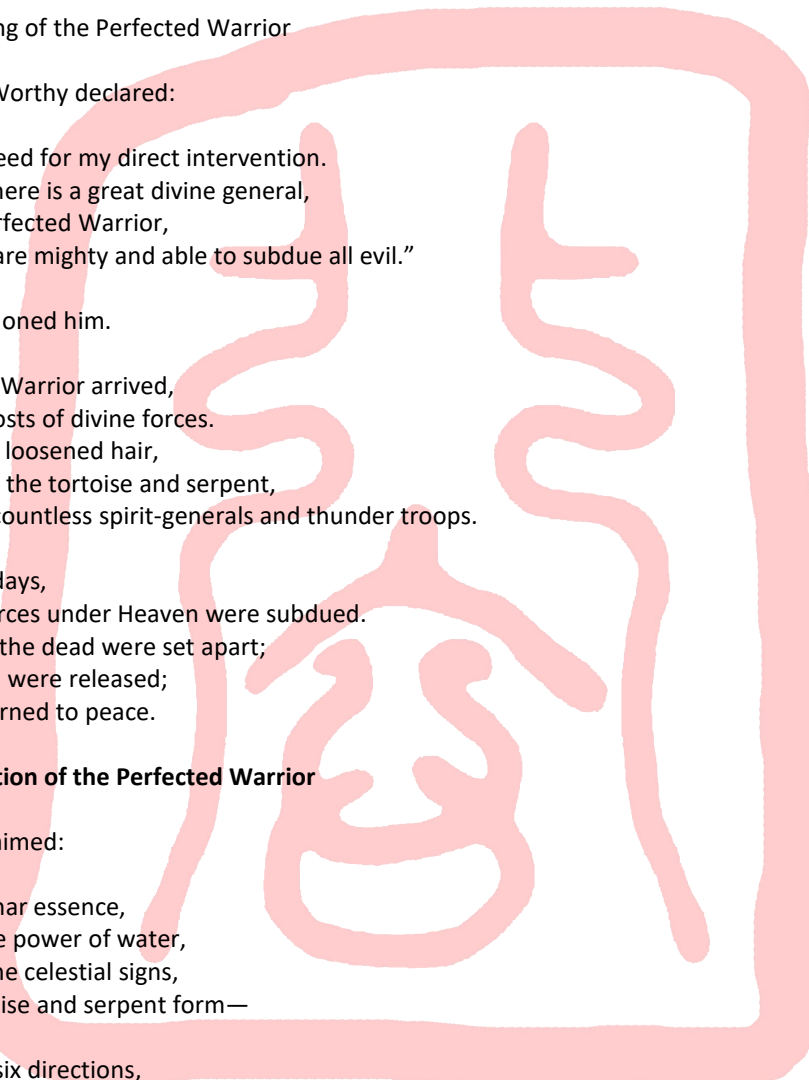 ng of the Perfected Warrior
Worthy declared:
eed for my direct intervention.
here is a great divine general,
rfected Warrior,
are mighty and able to subdue all evil.”
oned him.
Warrior arrived,
osts of divine forces.
loosened hair,
the tortoise and serpent,
countless spirit-generals and thunder troops.
days,
rces under Heaven were subdued.
the dead were set apart;
were released;
rned to peace.
tion of the Perfected Warrior
aimed:
nar essence,
e power of water,
he celestial signs,
ise and serpent form—
six directions,